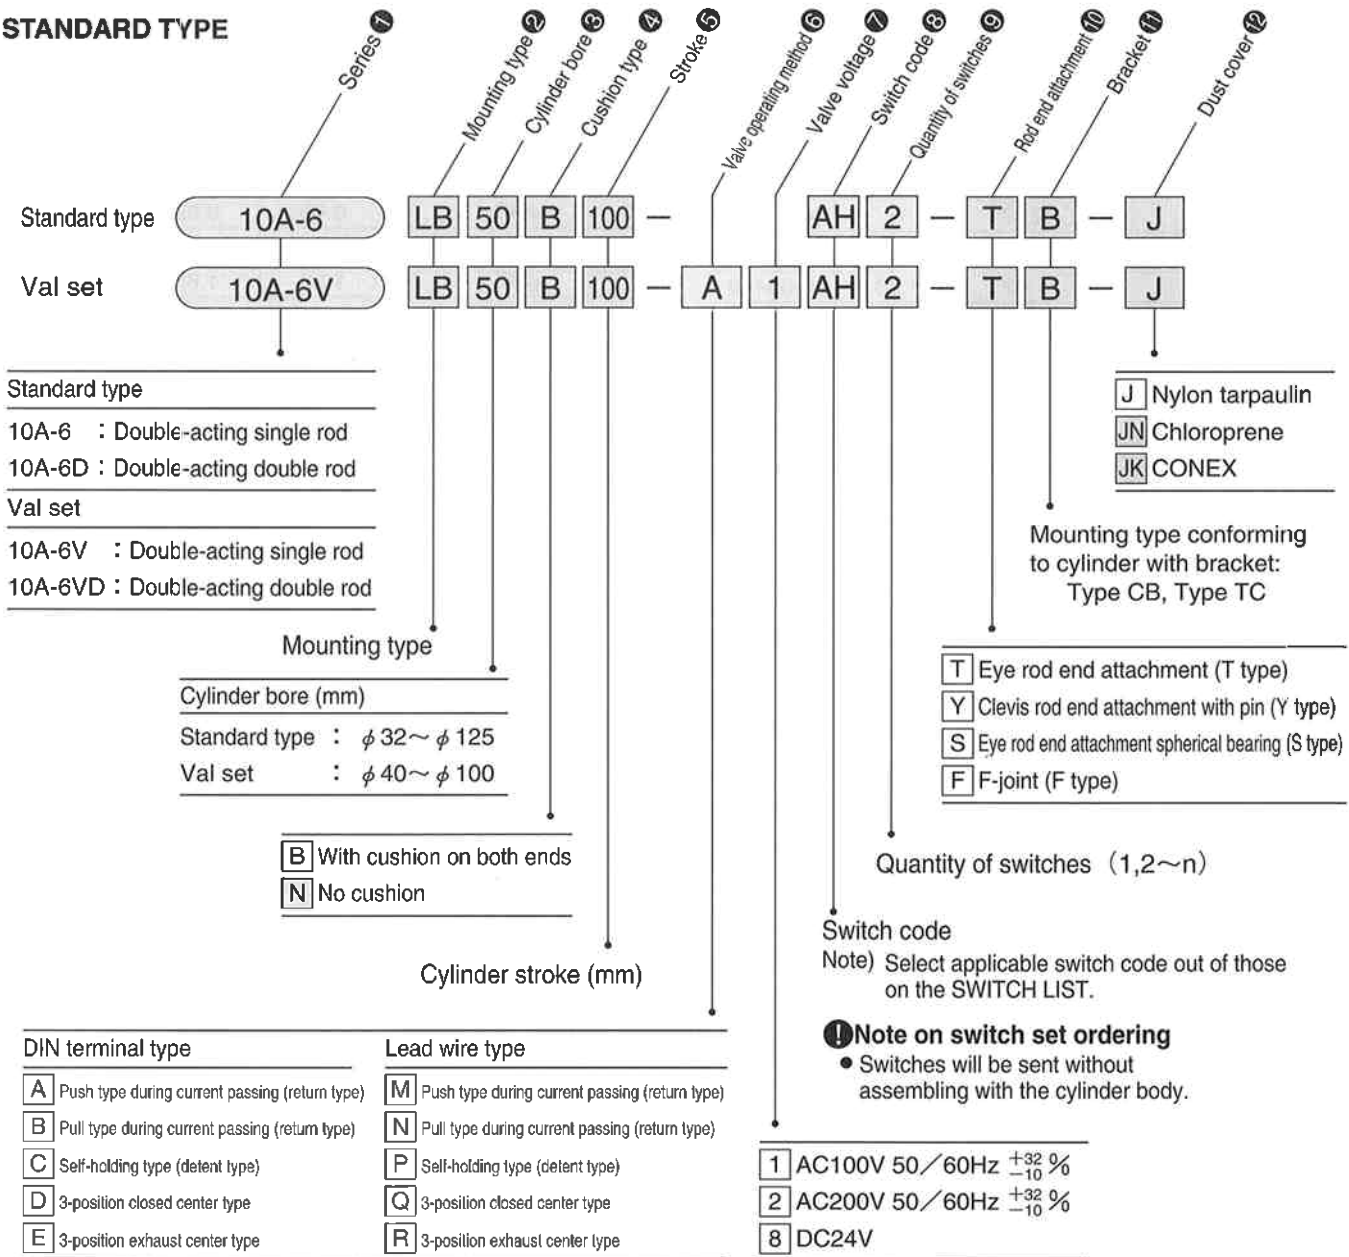 STANDARD TYPE
Series ❶
Mounting type ❷
Cylinder bore ❸
Cushion type ❹
Stroke ❺
Valve operating method ❻
Valve voltage ❼
Switch code ❽
Quantity of switches ❾
Rod end attachment ❿
Bracket ⓫
Dust cover ⓬
Standard type 10A-6 LB 50 B 100 — AH 2 — T B — J
Val set 10A-6V LB 50 B 100 — A 1 AH 2 — T B — J
Standard type
10A-6 : Double-acting single rod
10A-6D : Double-acting double rod
Val set
10A-6V : Double-acting single rod
10A-6VD : Double-acting double rod
J Nylon tarpaulin
JN Chloroprene
JK CONEX
Mounting type conforming
to cylinder with bracket:
Type CB, Type TC
Mounting type
Cylinder bore (mm)
Standard type : φ32～φ125
Val set : φ40～φ100
T Eye rod end attachment (T type)
Y Clevis rod end attachment with pin (Y type)
S Eye rod end attachment spherical bearing (S type)
F F-joint (F type)
B With cushion on both ends
N No cushion
Quantity of switches (1,2～n)
Cylinder stroke (mm)
Switch code
Note) Select applicable switch code out of those
on the SWITCH LIST.
!Note on switch set ordering
● Switches will be sent without
assembling with the cylinder body.
DIN terminal type
A Push type during current passing (return type)
B Pull type during current passing (return type)
C Self-holding type (detent type)
D 3-position closed center type
E 3-position exhaust center type
Lead wire type
M Push type during current passing (return type)
N Pull type during current passing (return type)
P Self-holding type (detent type)
Q 3-position closed center type
R 3-position exhaust center type
1 AC100V 50／60Hz +32 −10 %
2 AC200V 50／60Hz +32 −10 %
8 DC24V